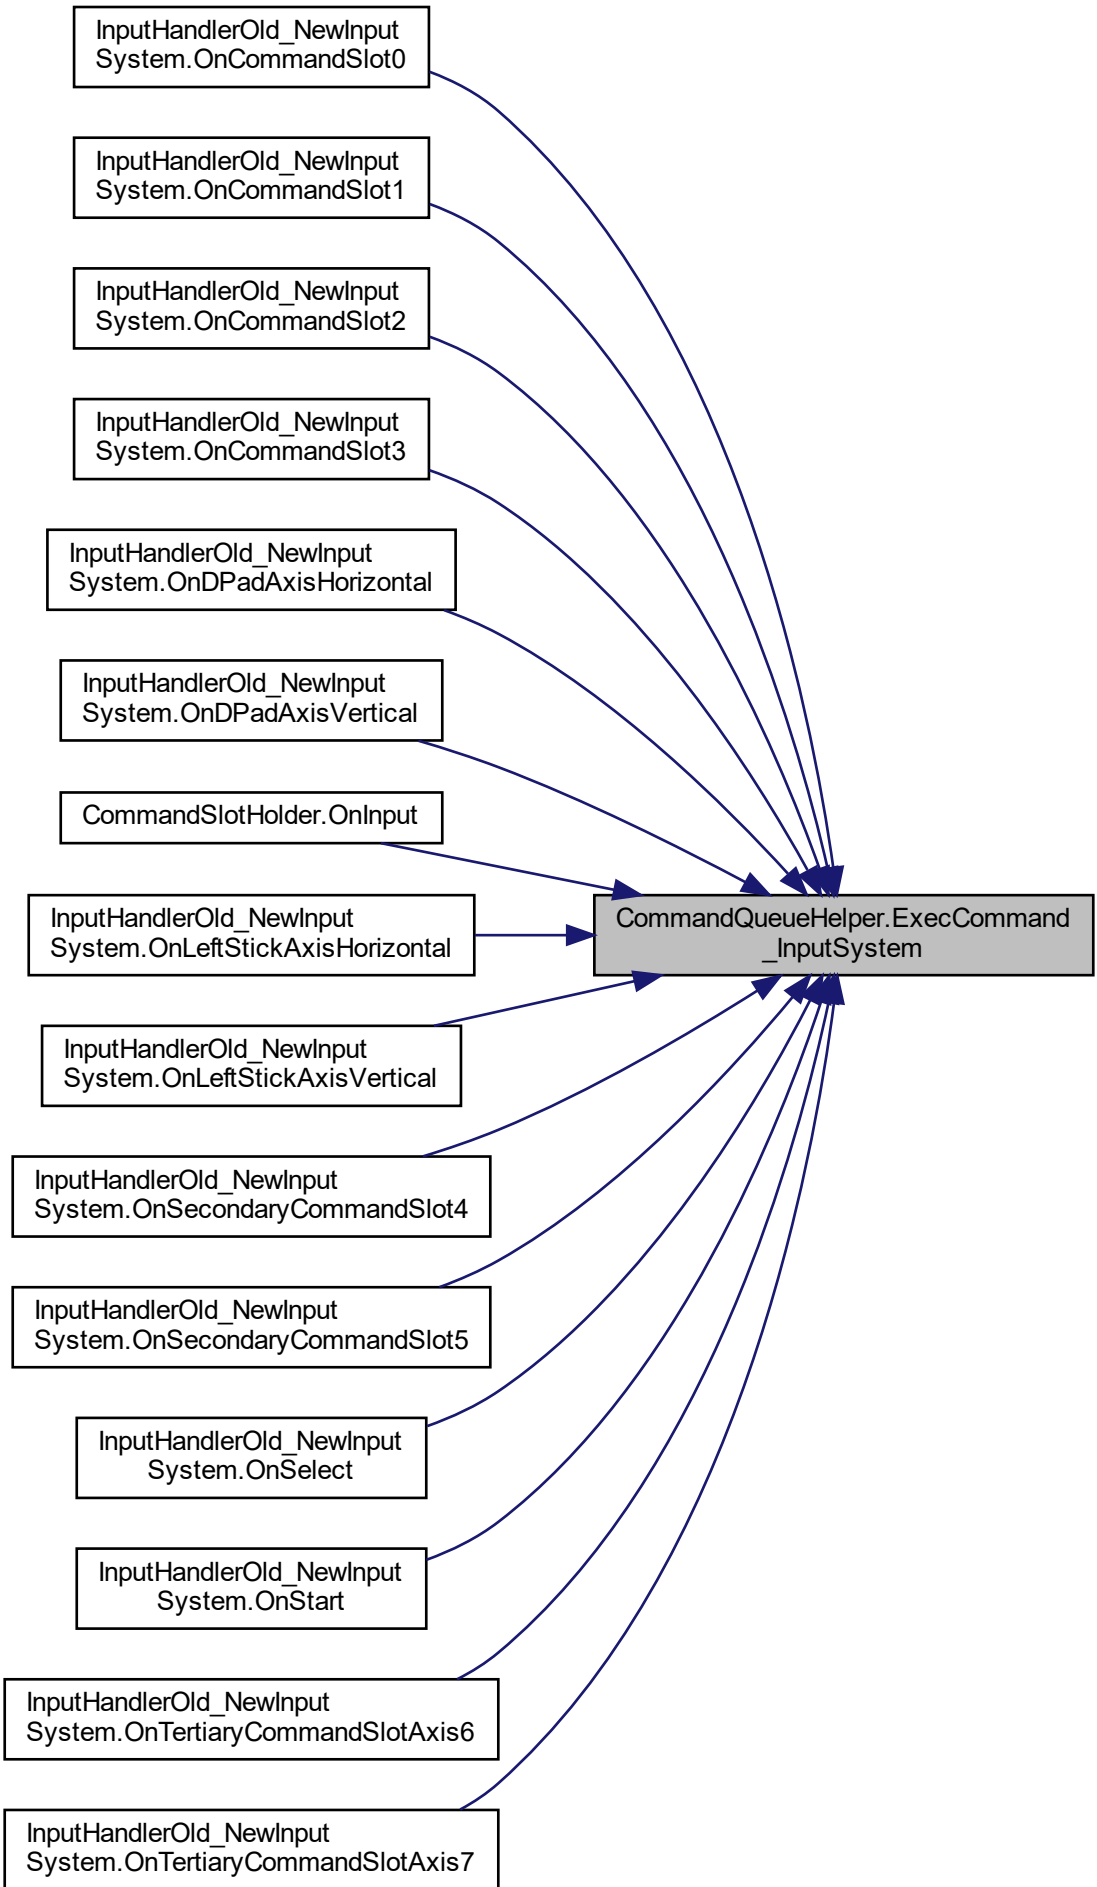 InputHandlerOld_NewInput
System.OnCommandSlot0
InputHandlerOld_NewInput
System.OnCommandSlot1
InputHandlerOld_NewInput
System.OnCommandSlot2
InputHandlerOld_NewInput
System.OnCommandSlot3
InputHandlerOld_NewInput
System.OnDPadAxisHorizontal
InputHandlerOld_NewInput
System.OnDPadAxisVertical
CommandSlotHolder.OnInput
InputHandlerOld_NewInput
System.OnLeftStickAxisHorizontal
CommandQueueHelper.ExecCommand
_InputSystem
InputHandlerOld_NewInput
System.OnLeftStickAxisVertical
InputHandlerOld_NewInput
System.OnSecondaryCommandSlot4
InputHandlerOld_NewInput
System.OnSecondaryCommandSlot5
InputHandlerOld_NewInput
System.OnSelect
InputHandlerOld_NewInput
System.OnStart
InputHandlerOld_NewInput
System.OnTertiaryCommandSlotAxis6
InputHandlerOld_NewInput
System.OnTertiaryCommandSlotAxis7